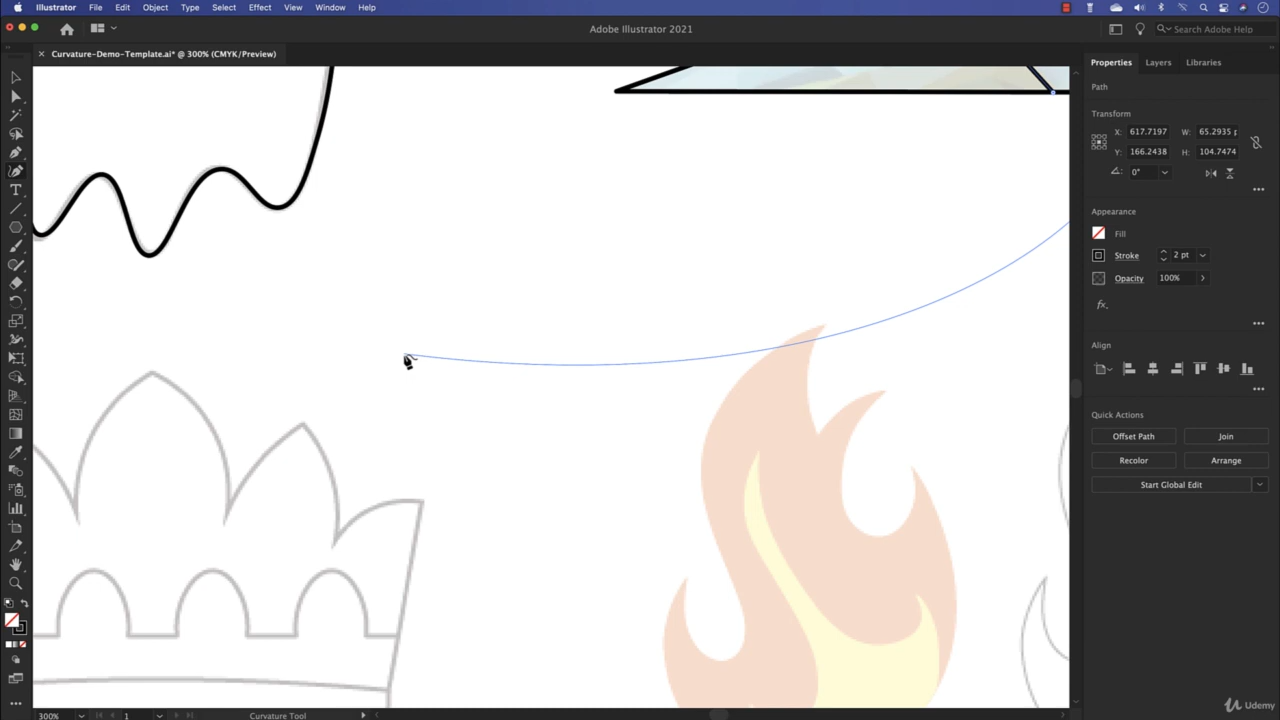 Illustrator File Edit Object Type Select Effect View Window Help
Adobe Illustrator 2021
Search Adobe Help
Curvature-Demo-Template.ai* @ 300% (CMYK/Preview)
Properties Layers Libraries
Path
Transform
X: 617.7197 W: 65.2935 p
Y: 166.2438 H: 104.7474
0°
Appearance
Fill
Stroke 2 pt
Opacity 100%
fx.
Align
Quick Actions
Offset Path Join
Recolor Arrange
Start Global Edit
300% 1 Curvature Tool
Udemy